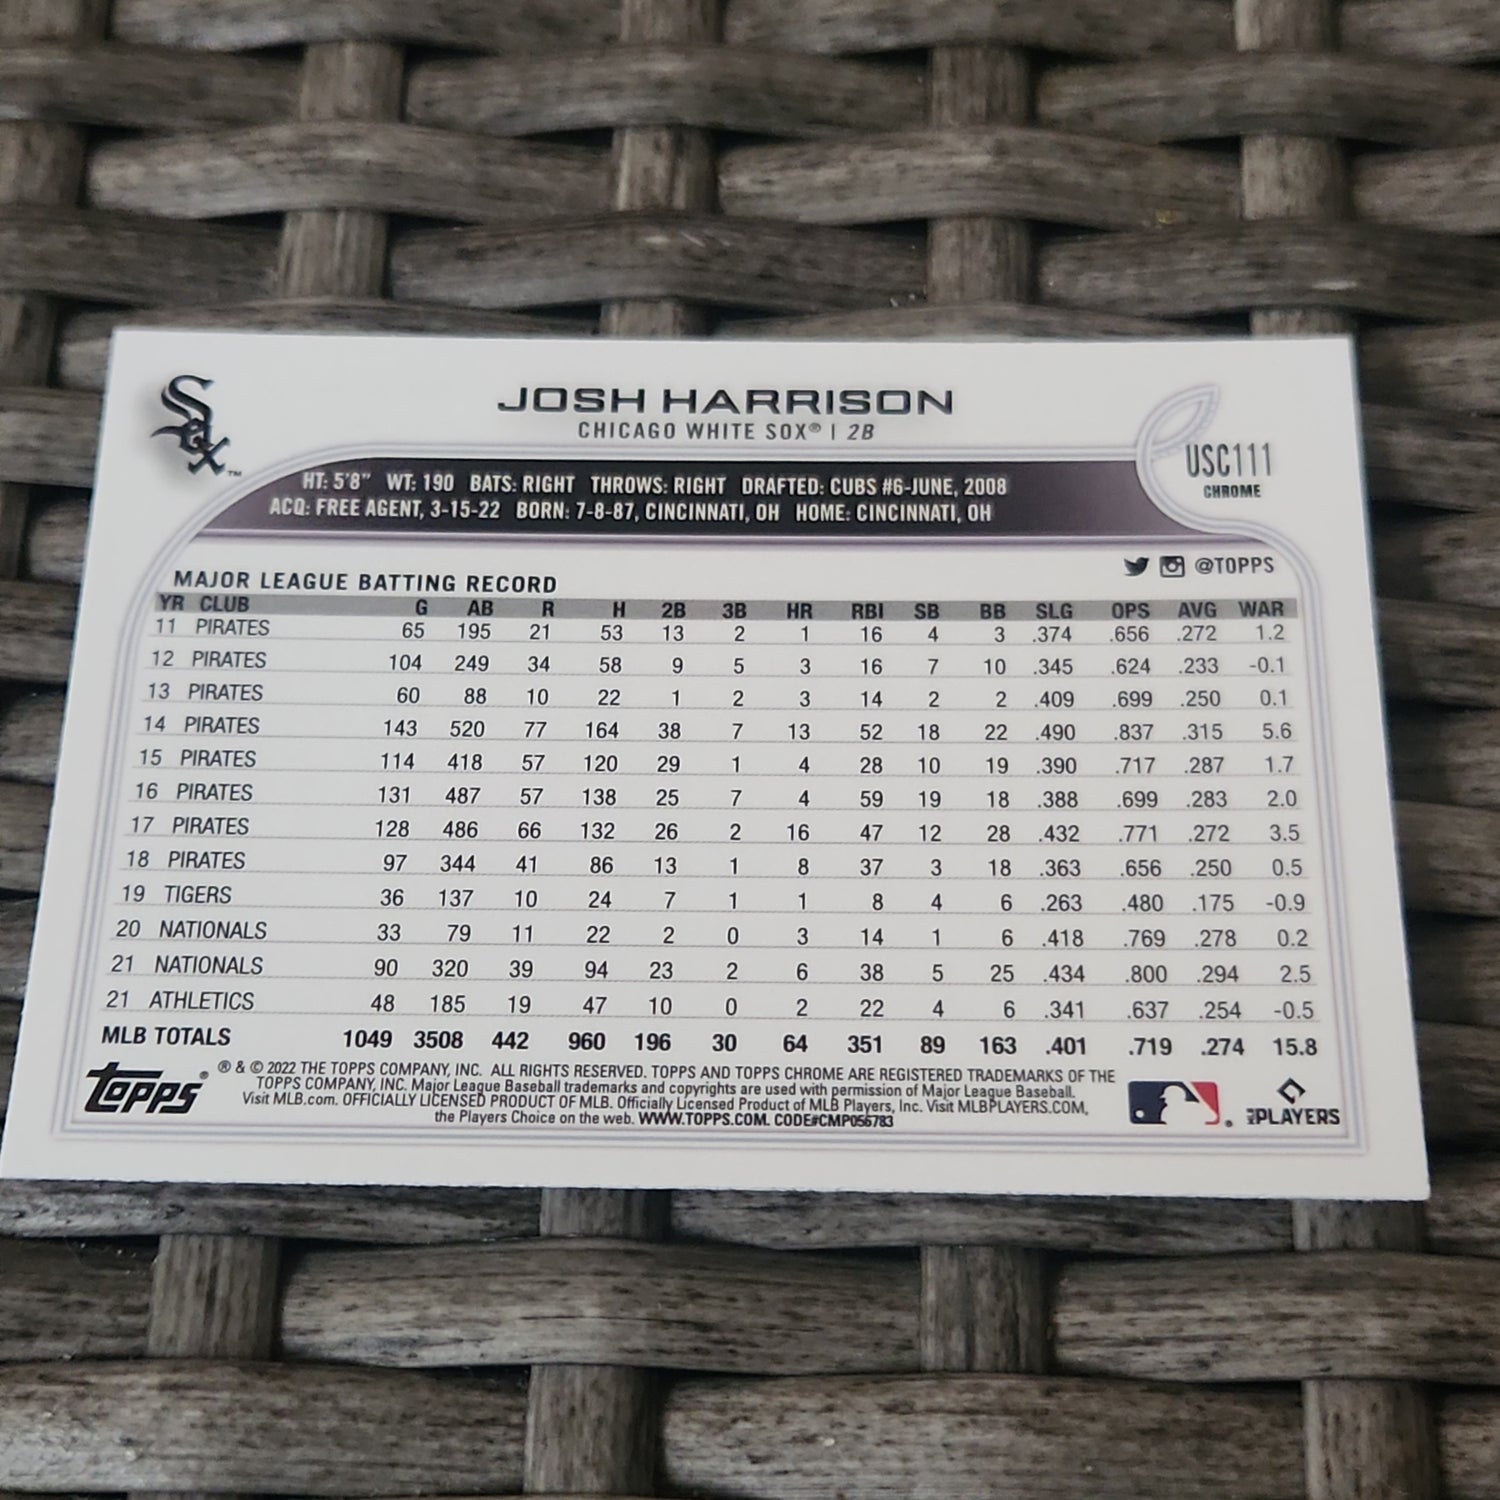 Sox™
JOSH HARRISON
CHICAGO WHITE SOX® | 2B
USC111
CHROME
HT: 5'8" WT: 190 BATS: RIGHT THROWS: RIGHT DRAFTED: CUBS #6-JUNE, 2008
ACQ: FREE AGENT, 3-15-22 BORN: 7-8-87, CINCINNATI, OH HOME: CINCINNATI, OH
@TOPPS
MAJOR LEAGUE BATTING RECORD
YR CLUB G AB R H 2B 3B HR RBI SB BB SLG OPS AVG WAR
11 PIRATES 65 195 21 53 13 2 1 16 4 3 .374 .656 .272 1.2
12 PIRATES 104 249 34 58 9 5 3 16 7 10 .345 .624 .233 -0.1
13 PIRATES 60 88 10 22 1 2 3 14 2 2 .409 .699 .250 0.1
14 PIRATES 143 520 77 164 38 7 13 52 18 22 .490 .837 .315 5.6
15 PIRATES 114 418 57 120 29 1 4 28 10 19 .390 .717 .287 1.7
16 PIRATES 131 487 57 138 25 7 4 59 19 18 .388 .699 .283 2.0
17 PIRATES 128 486 66 132 26 2 16 47 12 28 .432 .771 .272 3.5
18 PIRATES 97 344 41 86 13 1 8 37 3 18 .363 .656 .250 0.5
19 TIGERS 36 137 10 24 7 1 1 8 4 6 .263 .480 .175 -0.9
20 NATIONALS 33 79 11 22 2 0 3 14 1 6 .418 .769 .278 0.2
21 NATIONALS 90 320 39 94 23 2 6 38 5 25 .434 .800 .294 2.5
21 ATHLETICS 48 185 19 47 10 0 2 22 4 6 .341 .637 .254 -0.5
MLB TOTALS 1049 3508 442 960 196 30 64 351 89 163 .401 .719 .274 15.8
topps®
® & © 2022 THE TOPPS COMPANY, INC. ALL RIGHTS RESERVED. TOPPS AND TOPPS CHROME ARE REGISTERED TRADEMARKS OF THE
TOPPS COMPANY, INC. Major League Baseball trademarks and copyrights are used with permission of Major League Baseball.
Visit MLB.com. OFFICIALLY LICENSED PRODUCT OF MLB. Officially Licensed Product of MLB Players, Inc. Visit MLBPLAYERS.COM,
the Players Choice on the web. WWW.TOPPS.COM. CODE#CMP056783
MLB PLAYERS